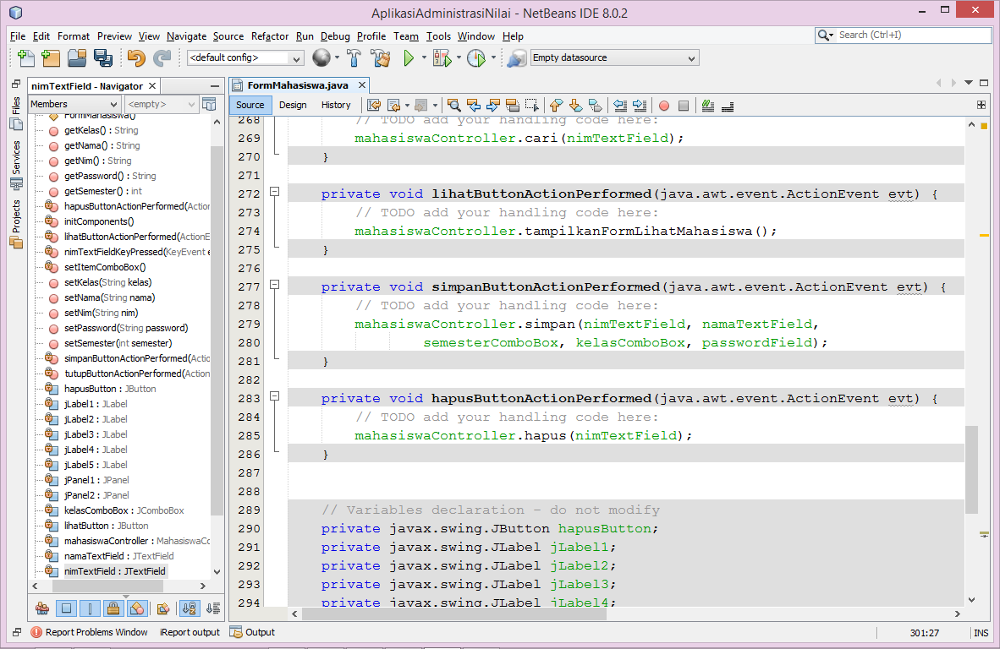 AplikasiAdministrasiNilai - NetBeans IDE 8.0.2
File Edit Format Preview View Navigate Source Refactor Run Debug Profile Team Tools Window Help
Search (Ctrl+I)
<default config>
Empty datasource
Files
Services
Projects
nimTextField - Navigator
Members
<empty>
FormMahasiswa()
getKelas() : String
getNama() : String
getNim() : String
getPassword() : String
getSemester() : int
hapusButtonActionPerformed(Action
initComponents()
lihatButtonActionPerformed(ActionE
nimTextFieldKeyPressed(KeyEvent e
setItemComboBox()
setKelas(String kelas)
setNama(String nama)
setNim(String nim)
setPassword(String password)
setSemester(int semester)
simpanButtonActionPerformed(Actic
tutupButtonActionPerformed(Action
hapusButton : JButton
jLabel1 : JLabel
jLabel2 : JLabel
jLabel3 : JLabel
jLabel4 : JLabel
jLabel5 : JLabel
jPanel1 : JPanel
jPanel2 : JPanel
kelasComboBox : JComboBox
lihatButton : JButton
mahasiswaController : MahasiswaCo
namaTextField : JTextField
nimTextField : JTextField
FormMahasiswa.java
Source Design History
268 // TODO add your handling code here:
269 mahasiswaController.cari(nimTextField);
270 }
271
272 private void lihatButtonActionPerformed(java.awt.event.ActionEvent evt) {
273 // TODO add your handling code here:
274 mahasiswaController.tampilkanFormLihatMahasiswa();
275 }
276
277 private void simpanButtonActionPerformed(java.awt.event.ActionEvent evt) {
278 // TODO add your handling code here:
279 mahasiswaController.simpan(nimTextField, namaTextField,
280 semesterComboBox, kelasComboBox, passwordField);
281 }
282
283 private void hapusButtonActionPerformed(java.awt.event.ActionEvent evt) {
284 // TODO add your handling code here:
285 mahasiswaController.hapus(nimTextField);
286 }
287
288
289 // Variables declaration - do not modify
290 private javax.swing.JButton hapusButton;
291 private javax.swing.JLabel jLabel1;
292 private javax.swing.JLabel jLabel2;
293 private javax.swing.JLabel jLabel3;
294 private javax.swing.JLabel jLabel4;
Report Problems Window iReport output Output
301:27 INS